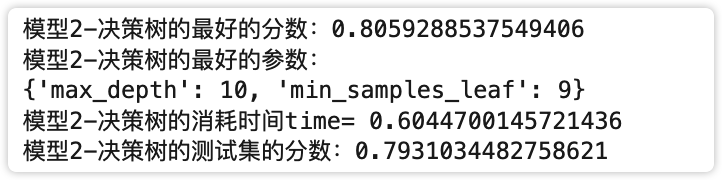 模型2-决策树的最好的分数：0.8059288537549406
模型2-决策树的最好的参数：
{'max_depth': 10, 'min_samples_leaf': 9}
模型2-决策树的消耗时间time= 0.6044700145721436
模型2-决策树的测试集的分数：0.7931034482758621